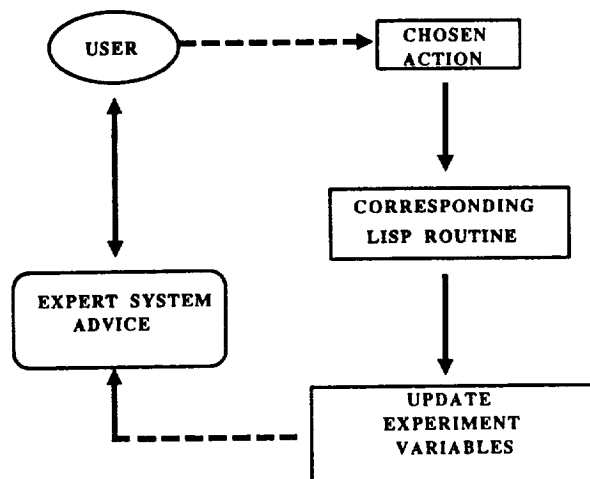 USER
CHOSEN
ACTION
CORRESPONDING
LISP ROUTINE
EXPERT SYSTEM
ADVICE
UPDATE
EXPERIMENT
VARIABLES